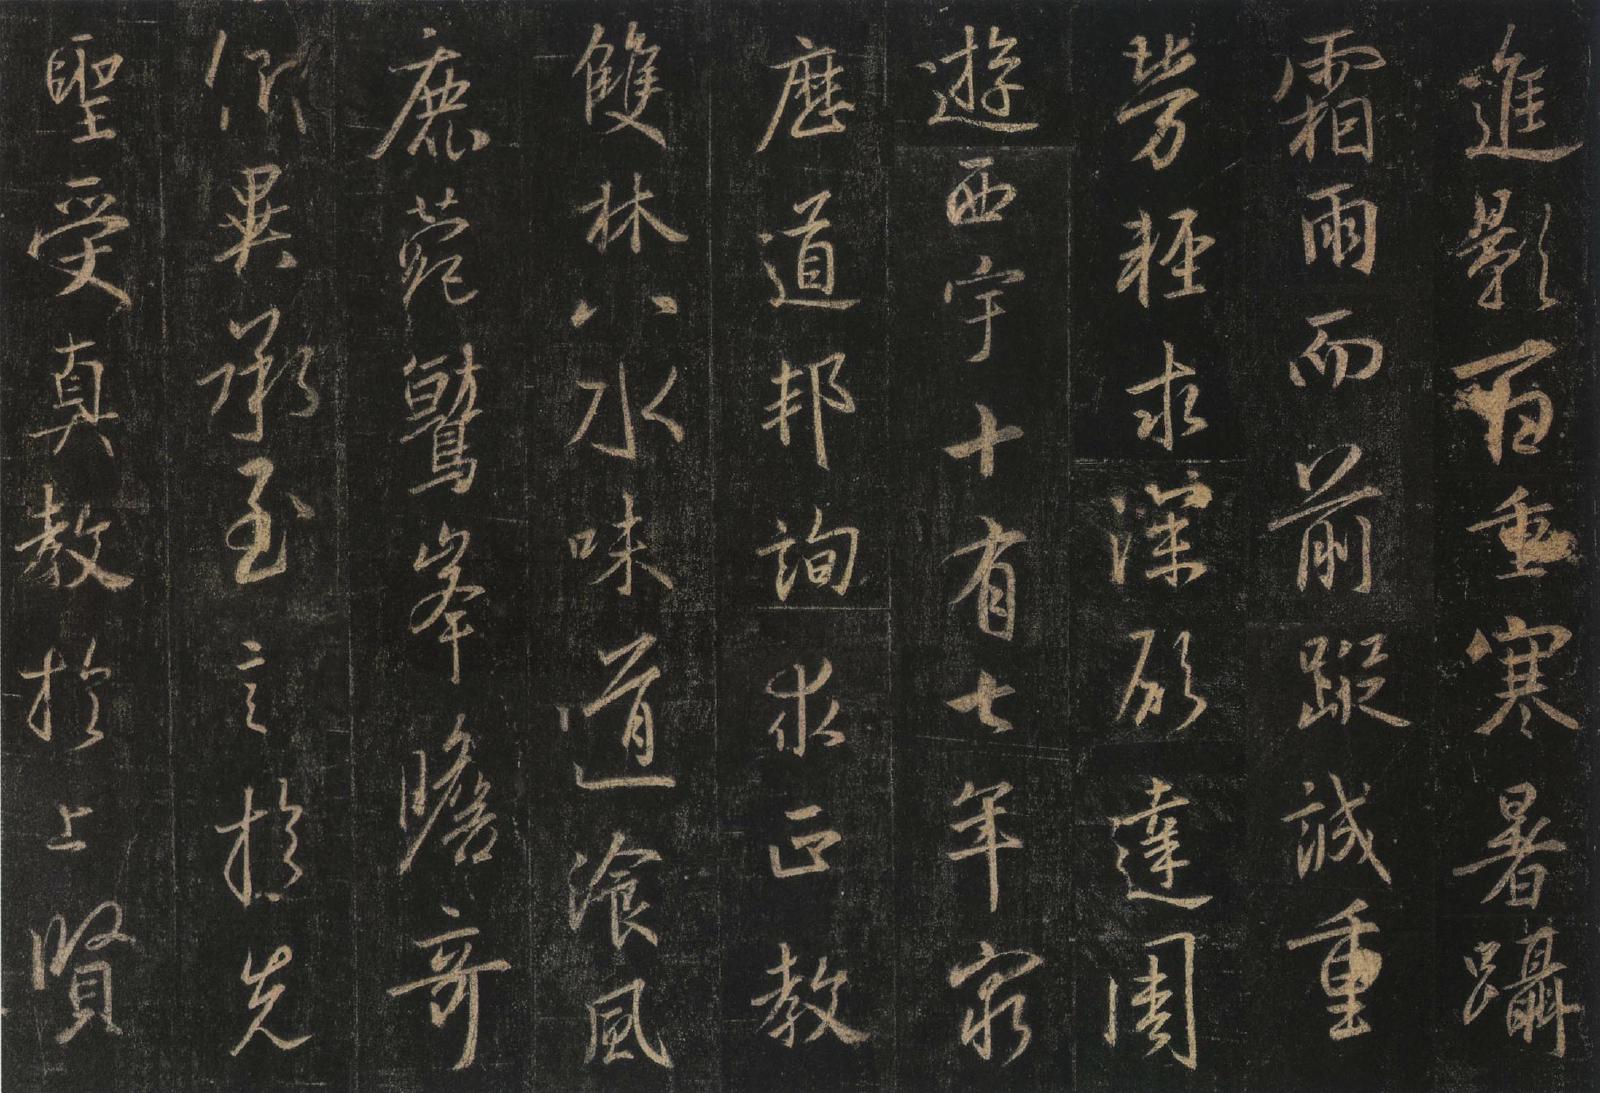 進影百重寒暑躡
霜雨而前蹤誠重
勞輕求深願達周
遊西宇十有七年窮
歷道邦詢求正教
雙林八水味道湌風
鹿菀鷲峯瞻奇
仰異承至言於先
聖受真教於上賢